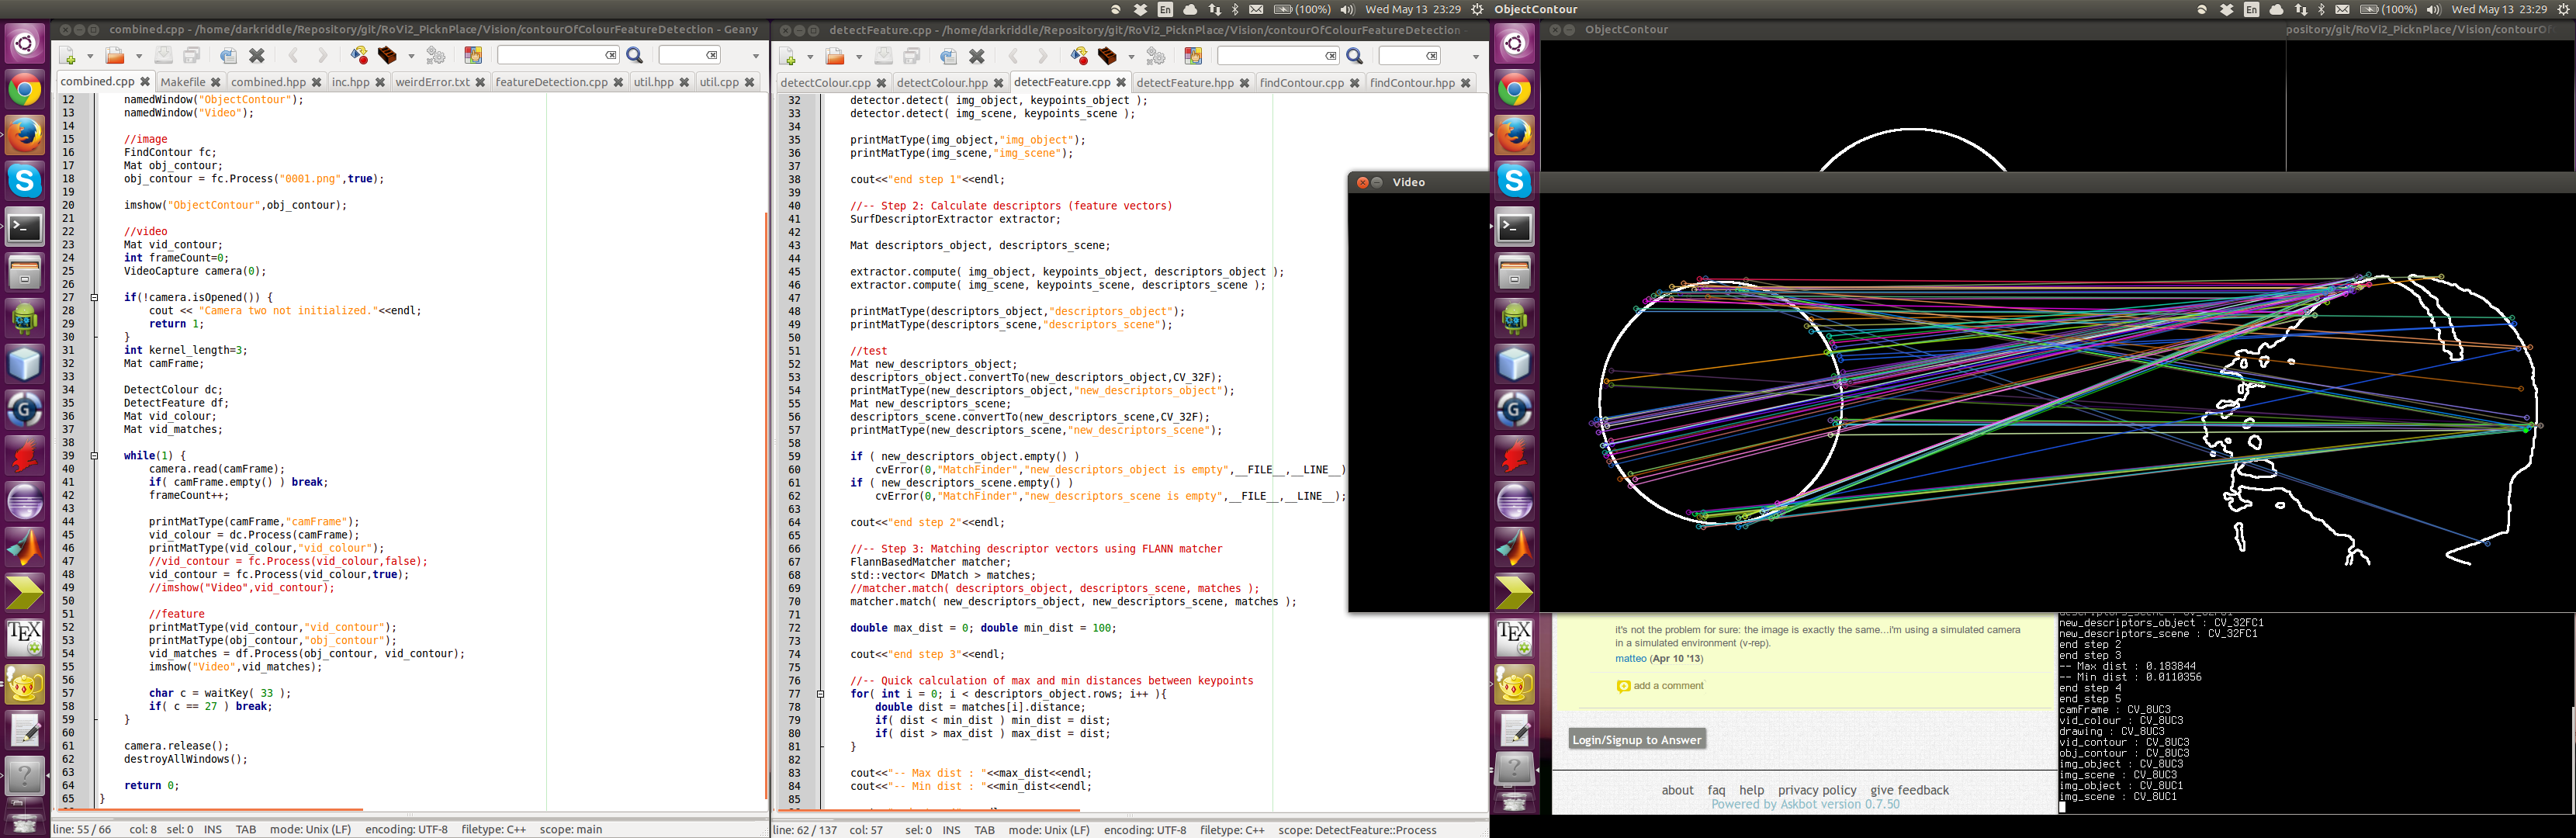 En (100%) Wed May 13 23:29 ObjectContour En (100%) Wed May 13 23:29
combined.cpp - /home/darkriddle/Repository/git/RoVi2_PicknPlace/Vision/contourOfColourFeatureDetection - Geany
combined.cpp Makefile combined.hpp inc.hpp weirdError.txt featureDetection.cpp util.hpp util.cpp
12 namedWindow("ObjectContour");
13 namedWindow("Video");
14
15 //image
16 FindContour fc;
17 Mat obj_contour;
18 obj_contour = fc.Process("0001.png",true);
19
20 imshow("ObjectContour",obj_contour);
21
22 //video
23 Mat vid_contour;
24 int frameCount=0;
25 VideoCapture camera(0);
26
27 if(!camera.isOpened()) {
28 cout << "Camera two not initialized."<<endl;
29 return 1;
30 }
31 int kernel_length=3;
32 Mat camFrame;
33
34 DetectColour dc;
35 DetectFeature df;
36 Mat vid_colour;
37 Mat vid_matches;
38
39 while(1) {
40 camera.read(camFrame);
41 if( camFrame.empty() ) break;
42 frameCount++;
43
44 printMatType(camFrame,"camFrame");
45 vid_colour = dc.Process(camFrame);
46 printMatType(vid_colour,"vid_colour");
47 //vid_contour = fc.Process(vid_colour,false);
48 vid_contour = fc.Process(vid_colour,true);
49 //imshow("Video",vid_contour);
50
51 //feature
52 printMatType(vid_contour,"vid_contour");
53 printMatType(obj_contour,"obj_contour");
54 vid_matches = df.Process(obj_contour, vid_contour);
55 imshow("Video",vid_matches);
56
57 char c = waitKey( 33 );
58 if( c == 27 ) break;
59 }
60
61 camera.release();
62 destroyAllWindows();
63
64 return 0;
65 }
line: 55 / 66 col: 8 sel: 0 INS TAB mode: Unix (LF) encoding: UTF-8 filetype: C++ scope: main
detectFeature.cpp - /home/darkriddle/Repository/git/RoVi2_PicknPlace/Vision/contourOfColourFeatureDetection -
detectColour.cpp detectColour.hpp detectFeature.cpp detectFeature.hpp findContour.cpp findContour.hpp
32 detector.detect( img_object, keypoints_object );
33 detector.detect( img_scene, keypoints_scene );
34
35 printMatType(img_object,"img_object");
36 printMatType(img_scene,"img_scene");
37
38 cout<<"end step 1"<<endl;
39
40 //-- Step 2: Calculate descriptors (feature vectors)
41 SurfDescriptorExtractor extractor;
42
43 Mat descriptors_object, descriptors_scene;
44
45 extractor.compute( img_object, keypoints_object, descriptors_object );
46 extractor.compute( img_scene, keypoints_scene, descriptors_scene );
47
48 printMatType(descriptors_object,"descriptors_object");
49 printMatType(descriptors_scene,"descriptors_scene");
50
51 //test
52 Mat new_descriptors_object;
53 descriptors_object.convertTo(new_descriptors_object,CV_32F);
54 printMatType(new_descriptors_object,"new_descriptors_object");
55 Mat new_descriptors_scene;
56 descriptors_scene.convertTo(new_descriptors_scene,CV_32F);
57 printMatType(new_descriptors_scene,"new_descriptors_scene");
58
59 if ( new_descriptors_object.empty() )
60 cvError(0,"MatchFinder","new_descriptors_object is empty",__FILE__,__LINE__)
61 if ( new_descriptors_scene.empty() )
62 cvError(0,"MatchFinder","new_descriptors_scene is empty",__FILE__,__LINE__);
63
64 cout<<"end step 2"<<endl;
65
66 //-- Step 3: Matching descriptor vectors using FLANN matcher
67 FlannBasedMatcher matcher;
68 std::vector< DMatch > matches;
69 //matcher.match( descriptors_object, descriptors_scene, matches );
70 matcher.match( new_descriptors_object, new_descriptors_scene, matches );
71
72 double max_dist = 0; double min_dist = 100;
73
74 cout<<"end step 3"<<endl;
75
76 //-- Quick calculation of max and min distances between keypoints
77 for( int i = 0; i < descriptors_object.rows; i++ ){
78 double dist = matches[i].distance;
79 if( dist < min_dist ) min_dist = dist;
80 if( dist > max_dist ) max_dist = dist;
81 }
82
83 cout<<"-- Max dist : "<<max_dist<<endl;
84 cout<<"-- Min dist : "<<min_dist<<endl;
85
line: 62 / 137 col: 57 sel: 0 INS TAB mode: Unix (LF) encoding: UTF-8 filetype: C++ scope: DetectFeature::Process
ObjectContour
Video
TEX
TEX
it's not the problem for sure: the image is exactly the same...i'm using a simulated camera
in a simulated environment (v-rep).
matteo (Apr 10 '13)
add a comment
Login/Signup to Answer
about faq help privacy policy give feedback
Powered by Askbot version 0.7.50
new_descriptors_object : CV_32FC1
new_descriptors_scene : CV_32FC1
end step 2
end step 3
-- Max dist : 0.183844
-- Min dist : 0.0110356
end step 4
end step 5
camFrame : CV_8UC3
vid_colour : CV_8UC3
drawing : CV_8UC3
vid_contour : CV_8UC3
obj_contour : CV_8UC3
img_object : CV_8UC3
img_scene : CV_8UC3
img_object : CV_8UC1
img_scene : CV_8UC1